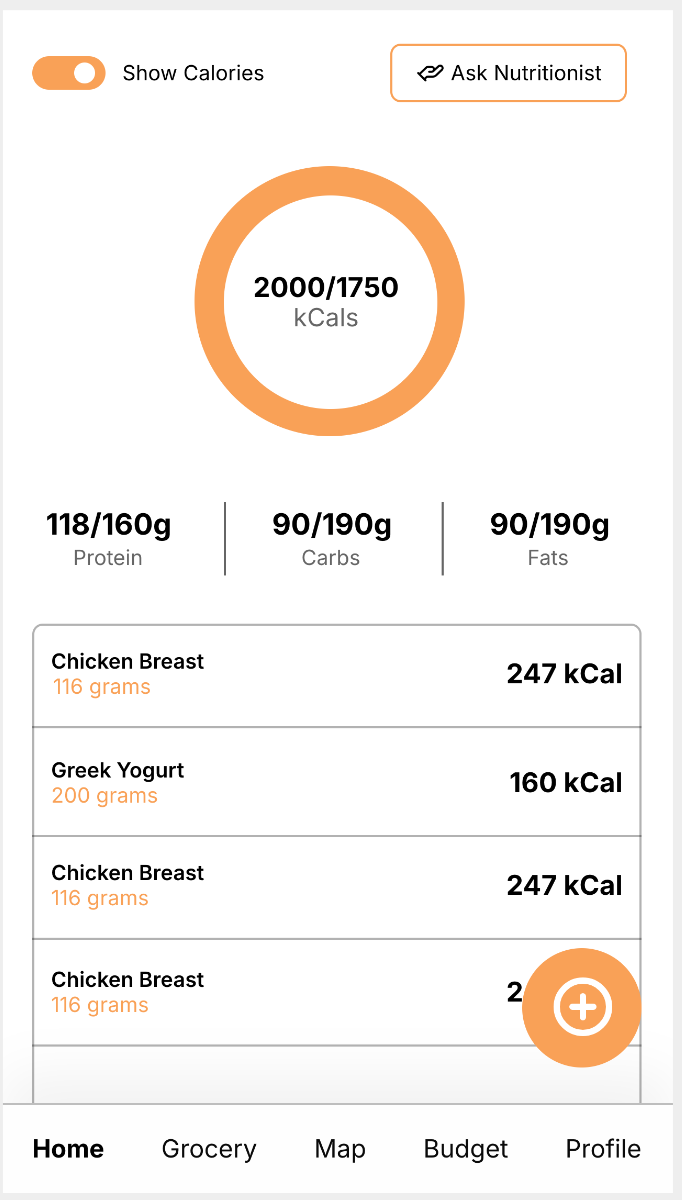 Show Calories
Ask Nutritionist
2000/1750
kCals
118/160g
Protein
90/190g
Carbs
90/190g
Fats
Chicken Breast
116 grams
247 kCal
Greek Yogurt
200 grams
160 kCal
Chicken Breast
116 grams
247 kCal
Chicken Breast
116 grams
Home
Grocery
Map
Budget
Profile